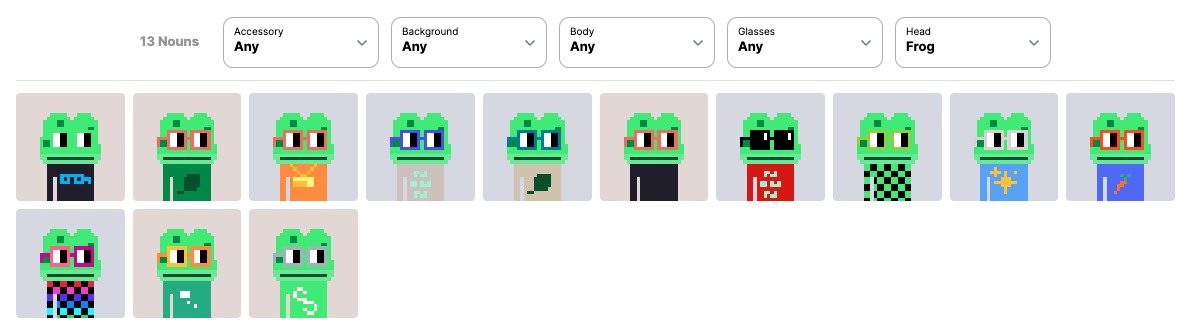 13 Nouns
Accessory
Any
Background
Any
Body
Any
Glasses
Any
Head
Frog